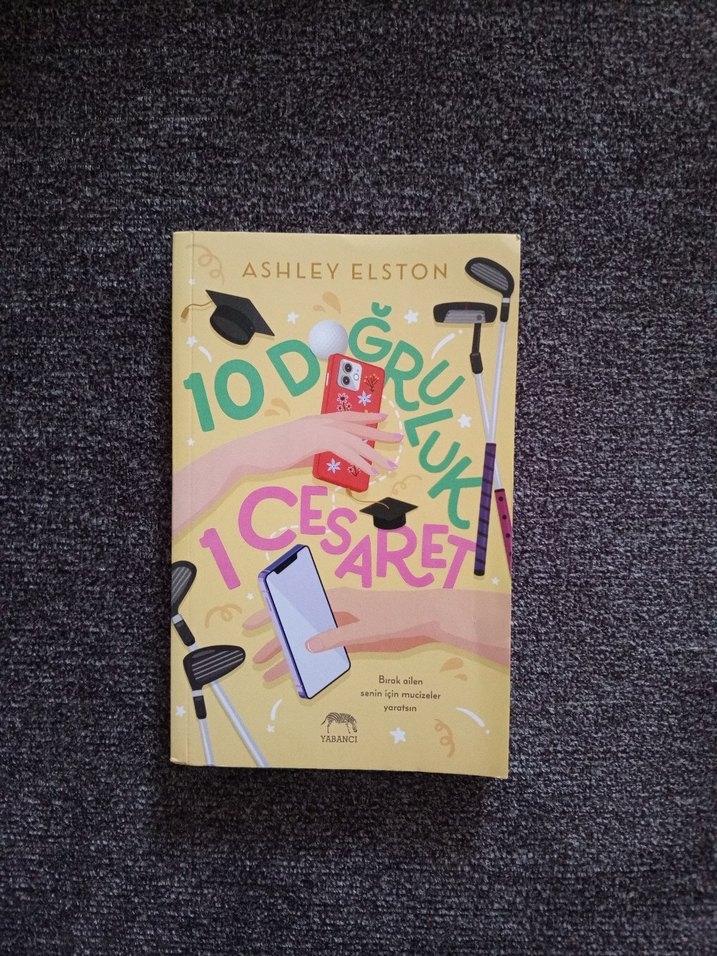 ASHLEY ELSTON
10 DOĞRULUK
1 CESARET
Bırak ailen
senin için mucizeler
yaratsın
YABANCI